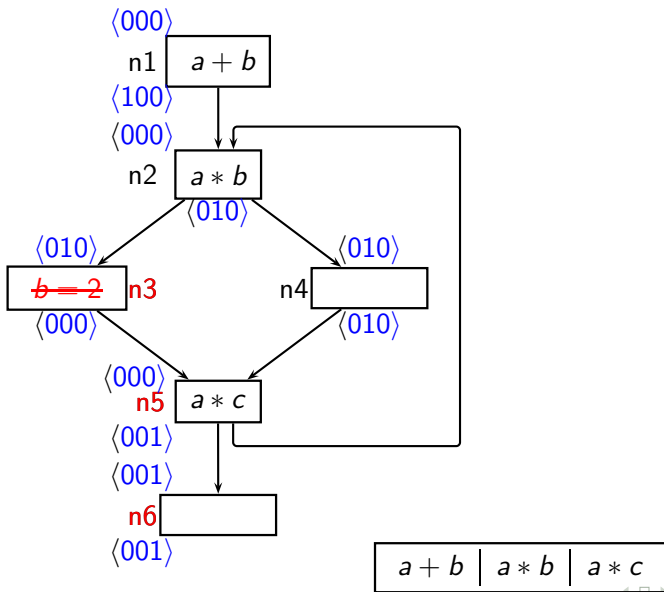 ⟨000⟩
n1 a + b
⟨100⟩
⟨000⟩
n2 a ∗ b
⟨010⟩
⟨010⟩ ⟨010⟩
b = 2 n3 n4
⟨000⟩ ⟨010⟩
⟨000⟩
n5 a ∗ c
⟨001⟩
⟨001⟩
n6
⟨001⟩
a + b | a ∗ b | a ∗ c